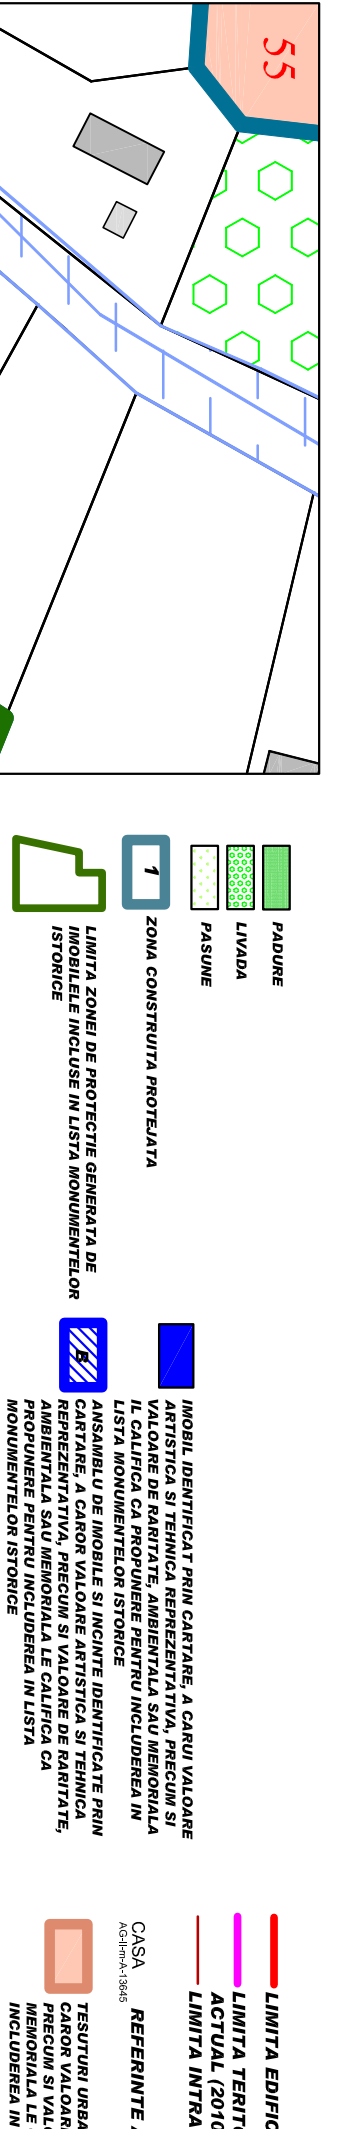 55
PADURE
LIVADA
PASUNE
1
ZONA CONSTRUITA PROTEJATA
LIMITA ZONEI DE PROTECTIE GENERATA DE
IMOBILELE INCLUSE IN LISTA MONUMENTELOR
ISTORICE
IMOBIL IDENTIFICAT PRIN CARTARE, A CARUI VALOARE
ARTISTICA SI TEHNICA REPREZENTATIVA, PRECUM SI
VALOARE DE RARITATE, AMBIENTALA SAU MEMORIALA
IL CALIFICA CA PROPUNERE PENTRU INCLUDEREA IN
LISTA MONUMENTELOR ISTORICE
B
ANSAMBLU DE IMOBILE SI INCINTE IDENTIFICATE PRIN
CARTARE, A CAROR VALOARE ARTISTICA SI TEHNICA
REPREZENTATIVA, PRECUM SI VALOARE DE RARITATE,
AMBIENTALA SAU MEMORIALA LE CALIFICA CA
PROPUNERE PENTRU INCLUDEREA IN LISTA
MONUMENTELOR ISTORICE
LIMITA EDIFIC
LIMITA TERITO
ACTUAL (2010
LIMITA INTRA
CASA
AG-II-m-A-13645
REFERINTE
TESUTURI URBA
CAROR VALOAR
PRECUM SI VALO
MEMORIALA LE
INCLUDEREA IN